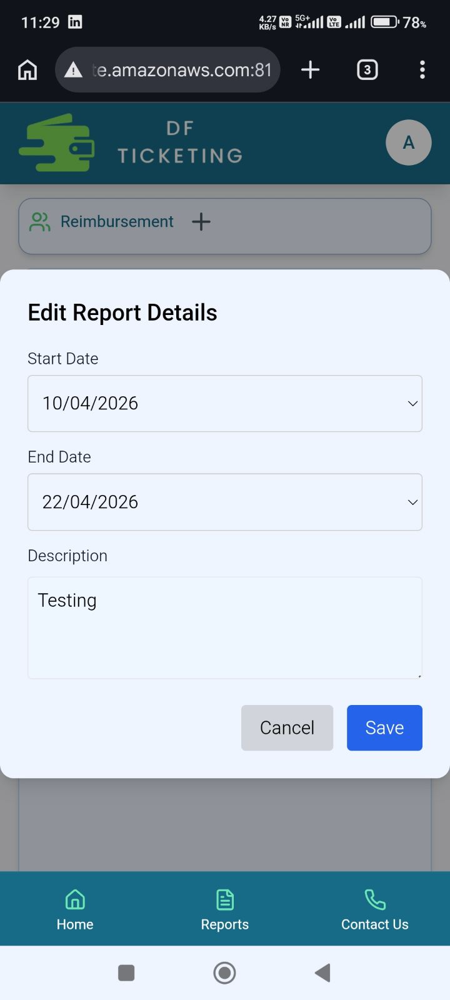 11:29 in 4.27 KB/s Vo NR 5G+ Vo LTE 78%
te.amazonaws.com:81 3
DF
TICKETING
A
Reimbursement
Edit Report Details
Start Date
10/04/2026
End Date
22/04/2026
Description
Testing
Cancel Save
Home Reports Contact Us